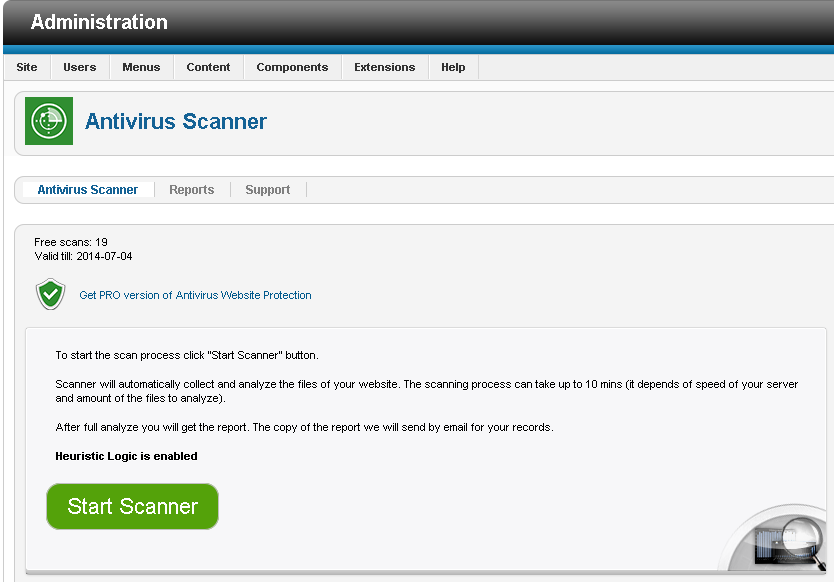 Administration
Site Users Menus Content Components Extensions Help
Antivirus Scanner
Antivirus Scanner Reports Support
Free scans: 19
Valid till: 2014-07-04
Get PRO version of Antivirus Website Protection
To start the scan process click "Start Scanner" button.
Scanner will automatically collect and analyze the files of your website. The scanning process can take up to 10 mins (it depends of speed of your server
and amount of the files to analyze).
After full analyze you will get the report. The copy of the report we will send by email for your records.
Heuristic Logic is enabled
Start Scanner